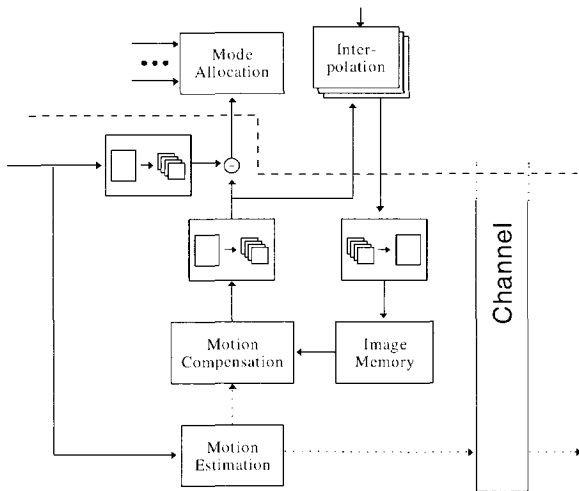 Mode
Allocation
Inter-
polation
Channel
Motion
Compensation
Image
Memory
Motion
Estimation